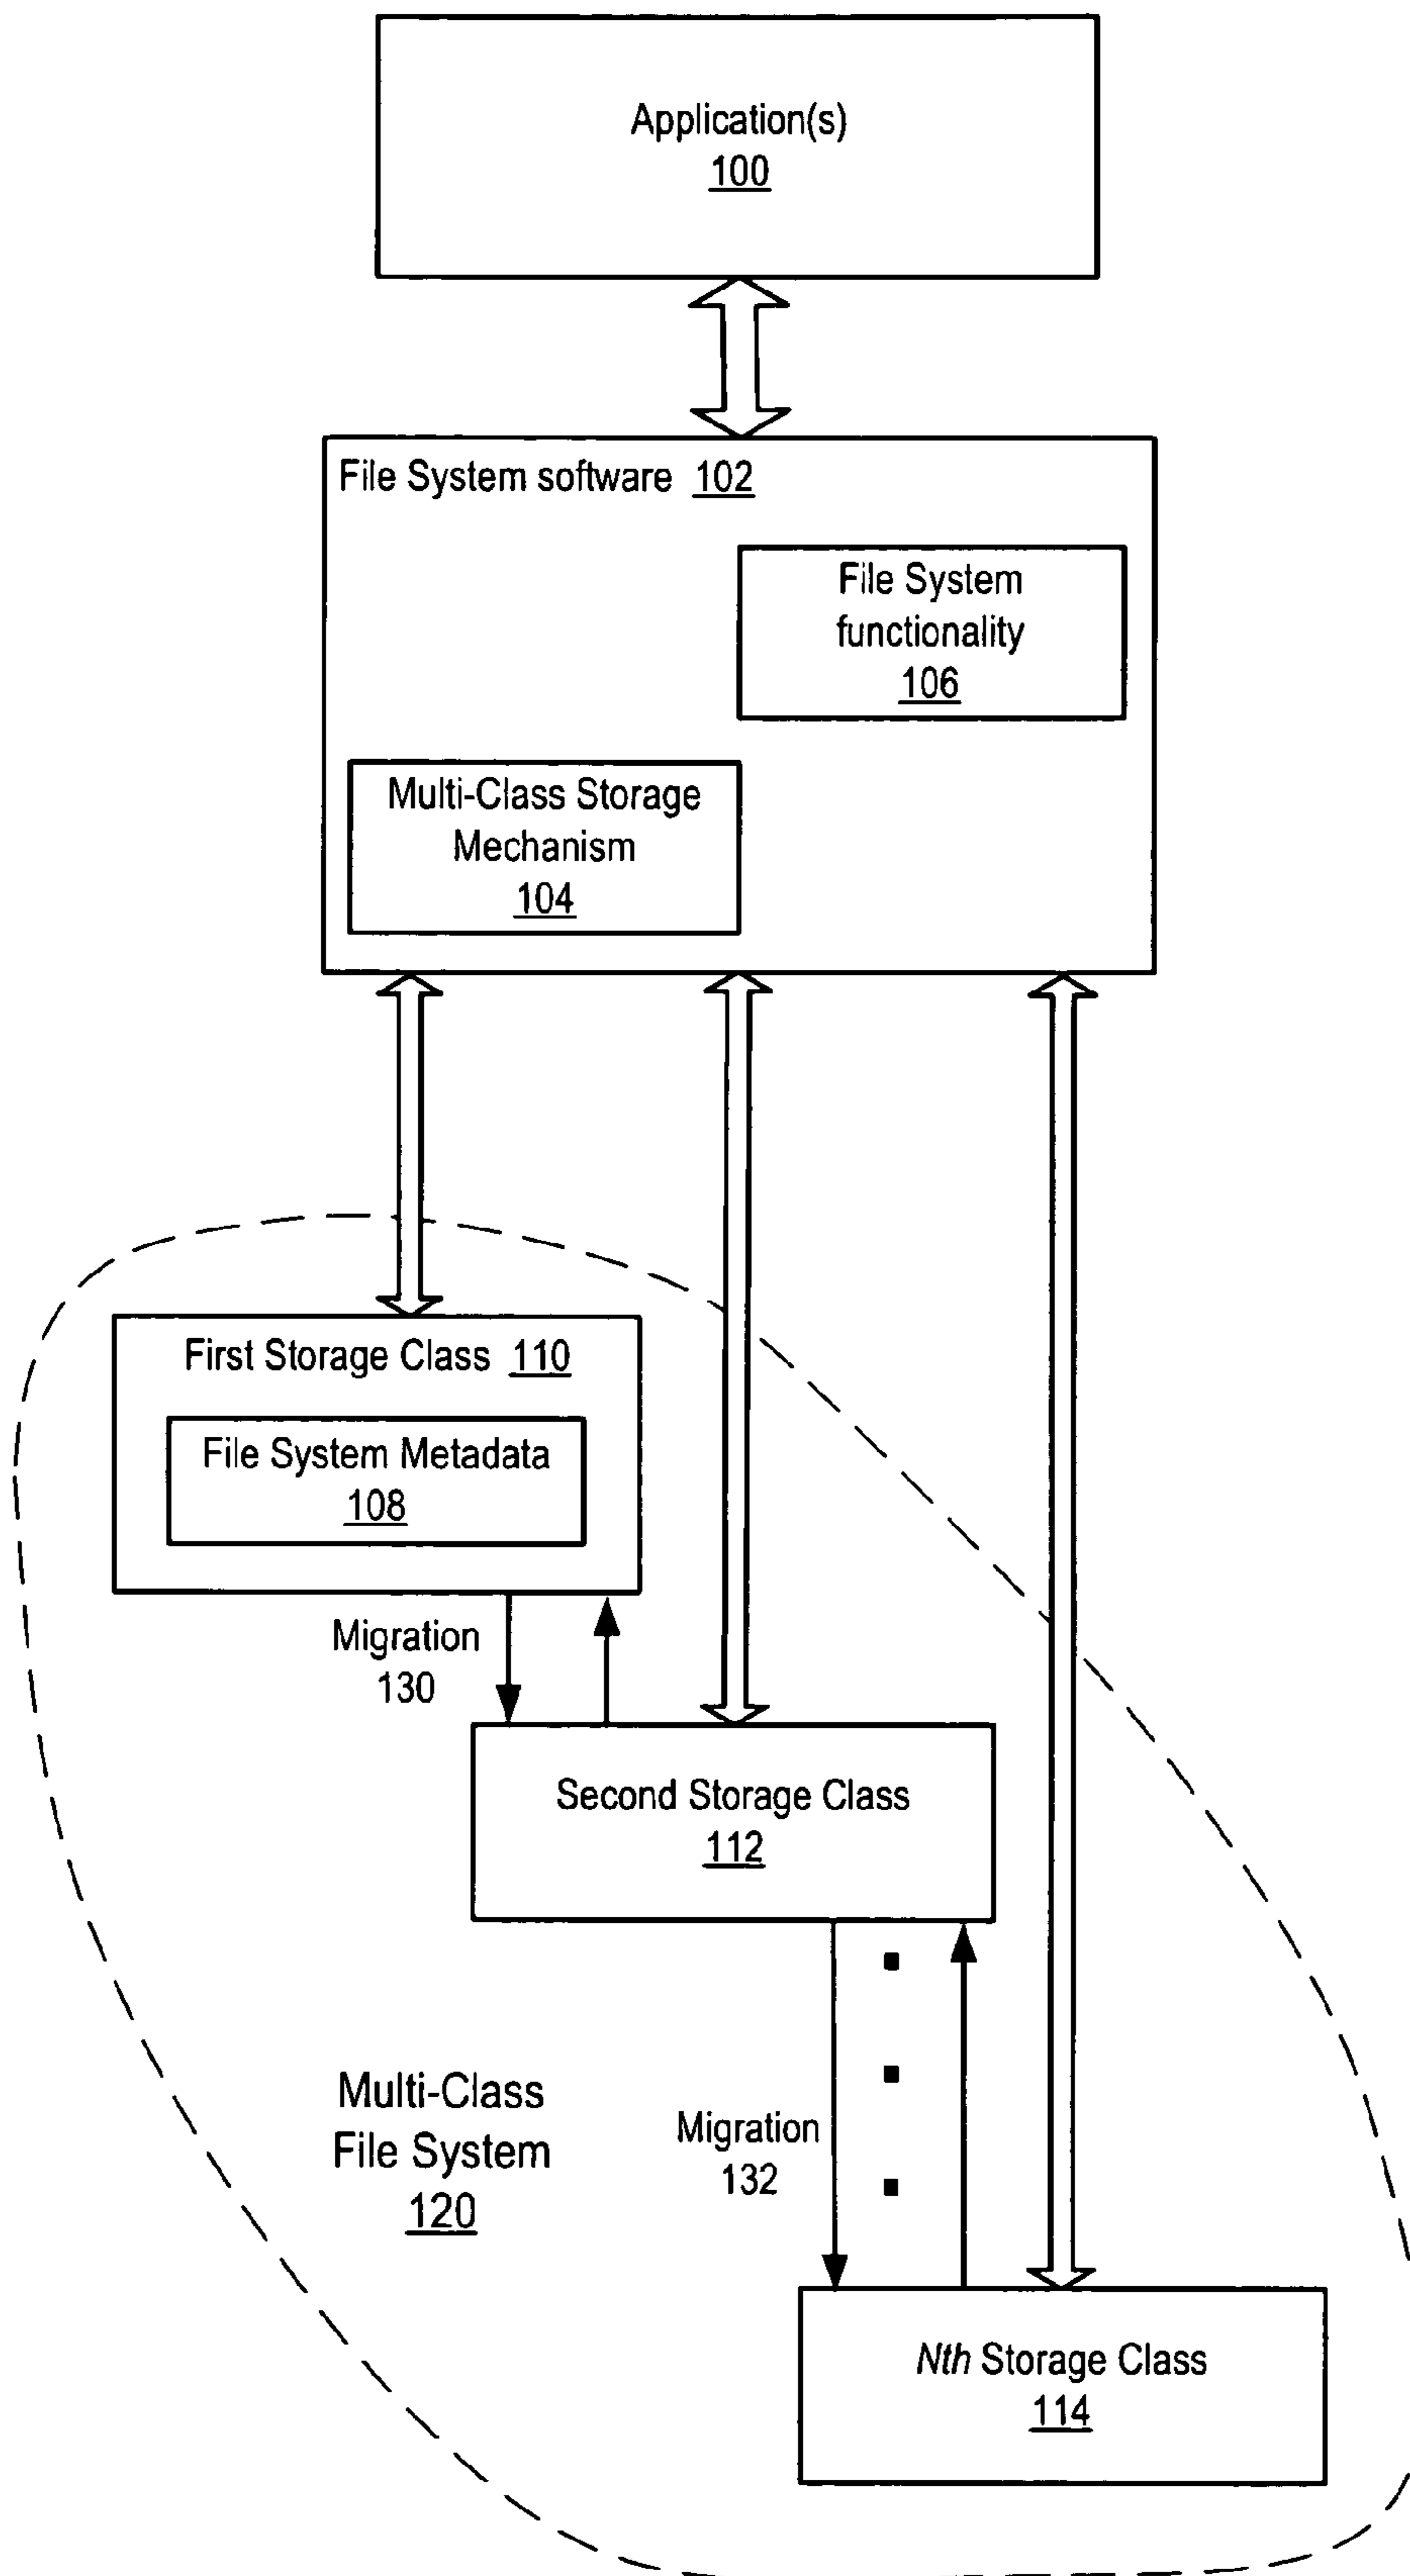 Application(s)
100
File System software 102
File System
functionality
106
Multi-Class Storage
Mechanism
104
First Storage Class 110
File System Metadata
108
Migration
130
Second Storage Class
112
Multi-Class
File System
120
Migration
132
Nth Storage Class
114